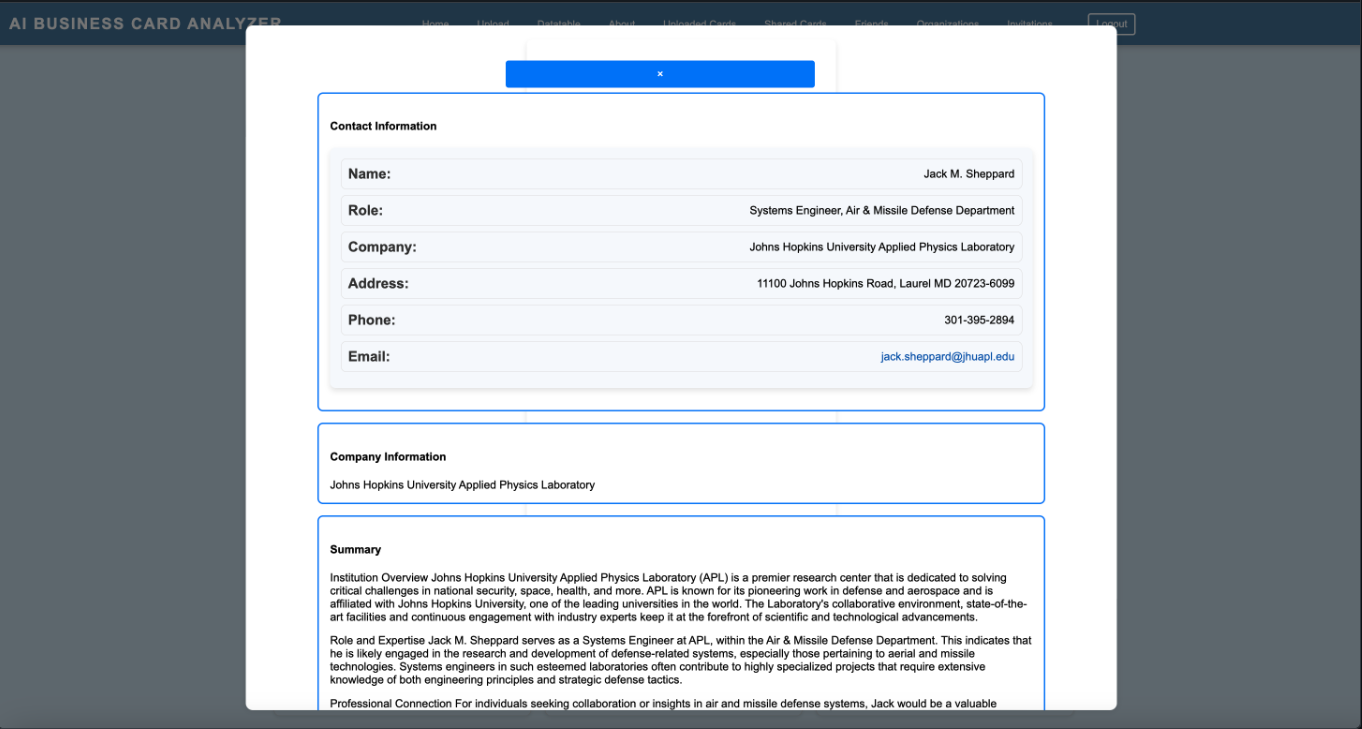 AI BUSINESS CARD ANALYZER
Home Upload Datatable About Uploaded Cards Shared Cards Friends Organizations Invitations Logout
×
Contact Information
Name: Jack M. Sheppard
Role: Systems Engineer, Air & Missile Defense Department
Company: Johns Hopkins University Applied Physics Laboratory
Address: 11100 Johns Hopkins Road, Laurel MD 20723-6099
Phone: 301-395-2894
Email: jack.sheppard@jhuapl.edu
Company Information
Johns Hopkins University Applied Physics Laboratory
Summary
Institution Overview Johns Hopkins University Applied Physics Laboratory (APL) is a premier research center that is dedicated to solving
critical challenges in national security, space, health, and more. APL is known for its pioneering work in defense and aerospace and is
affiliated with Johns Hopkins University, one of the leading universities in the world. The Laboratory's collaborative environment, state-of-the-
art facilities and continuous engagement with industry experts keep it at the forefront of scientific and technological advancements.
Role and Expertise Jack M. Sheppard serves as a Systems Engineer at APL, within the Air & Missile Defense Department. This indicates that
he is likely engaged in the research and development of defense-related systems, especially those pertaining to aerial and missile
technologies. Systems engineers in such esteemed laboratories often contribute to highly specialized projects that require extensive
knowledge of both engineering principles and strategic defense tactics.
Professional Connection For individuals seeking collaboration or insights in air and missile defense systems, Jack would be a valuable